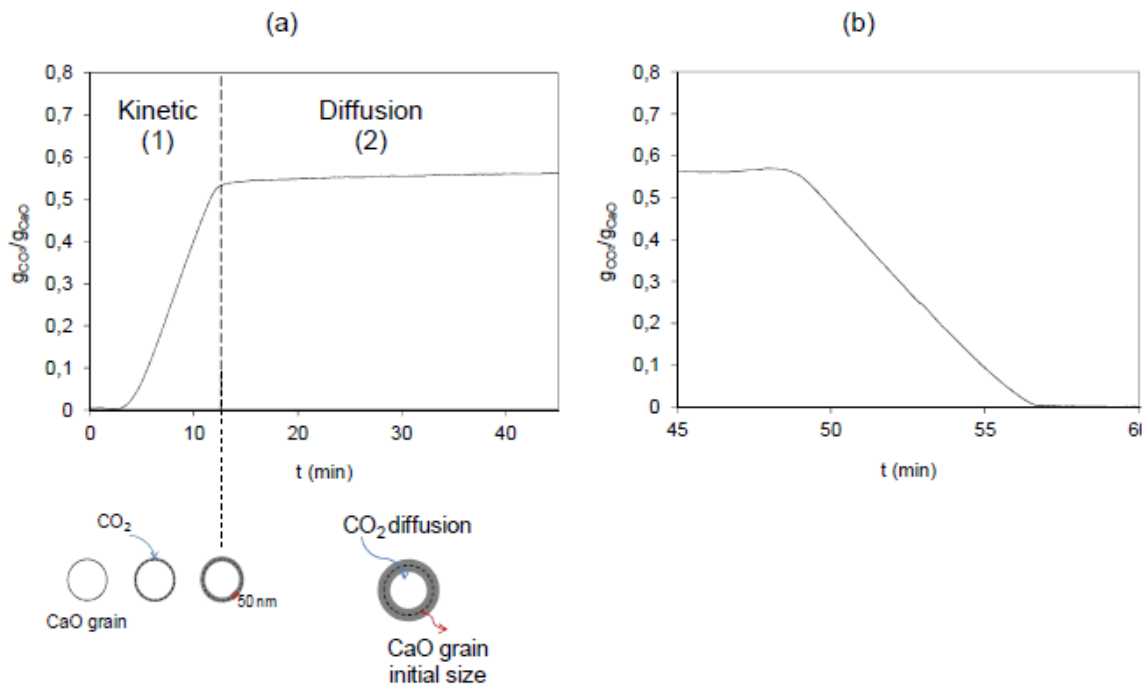 (a)
0,8
0,7
0,6
0,5
0,4
0,3
0,2
0,1
0
gCO²/gCaO
Kinetic
(1)
Diffusion
(2)
0
10
20
30
40
t (min)
CO2
CaO grain
50 nm
CO2 diffusion
CaO grain
initial size
(b)
0,8
0,7
0,6
0,5
0,4
0,3
0,2
0,1
0
gCO²/gCaO
45
50
55
60
t (min)